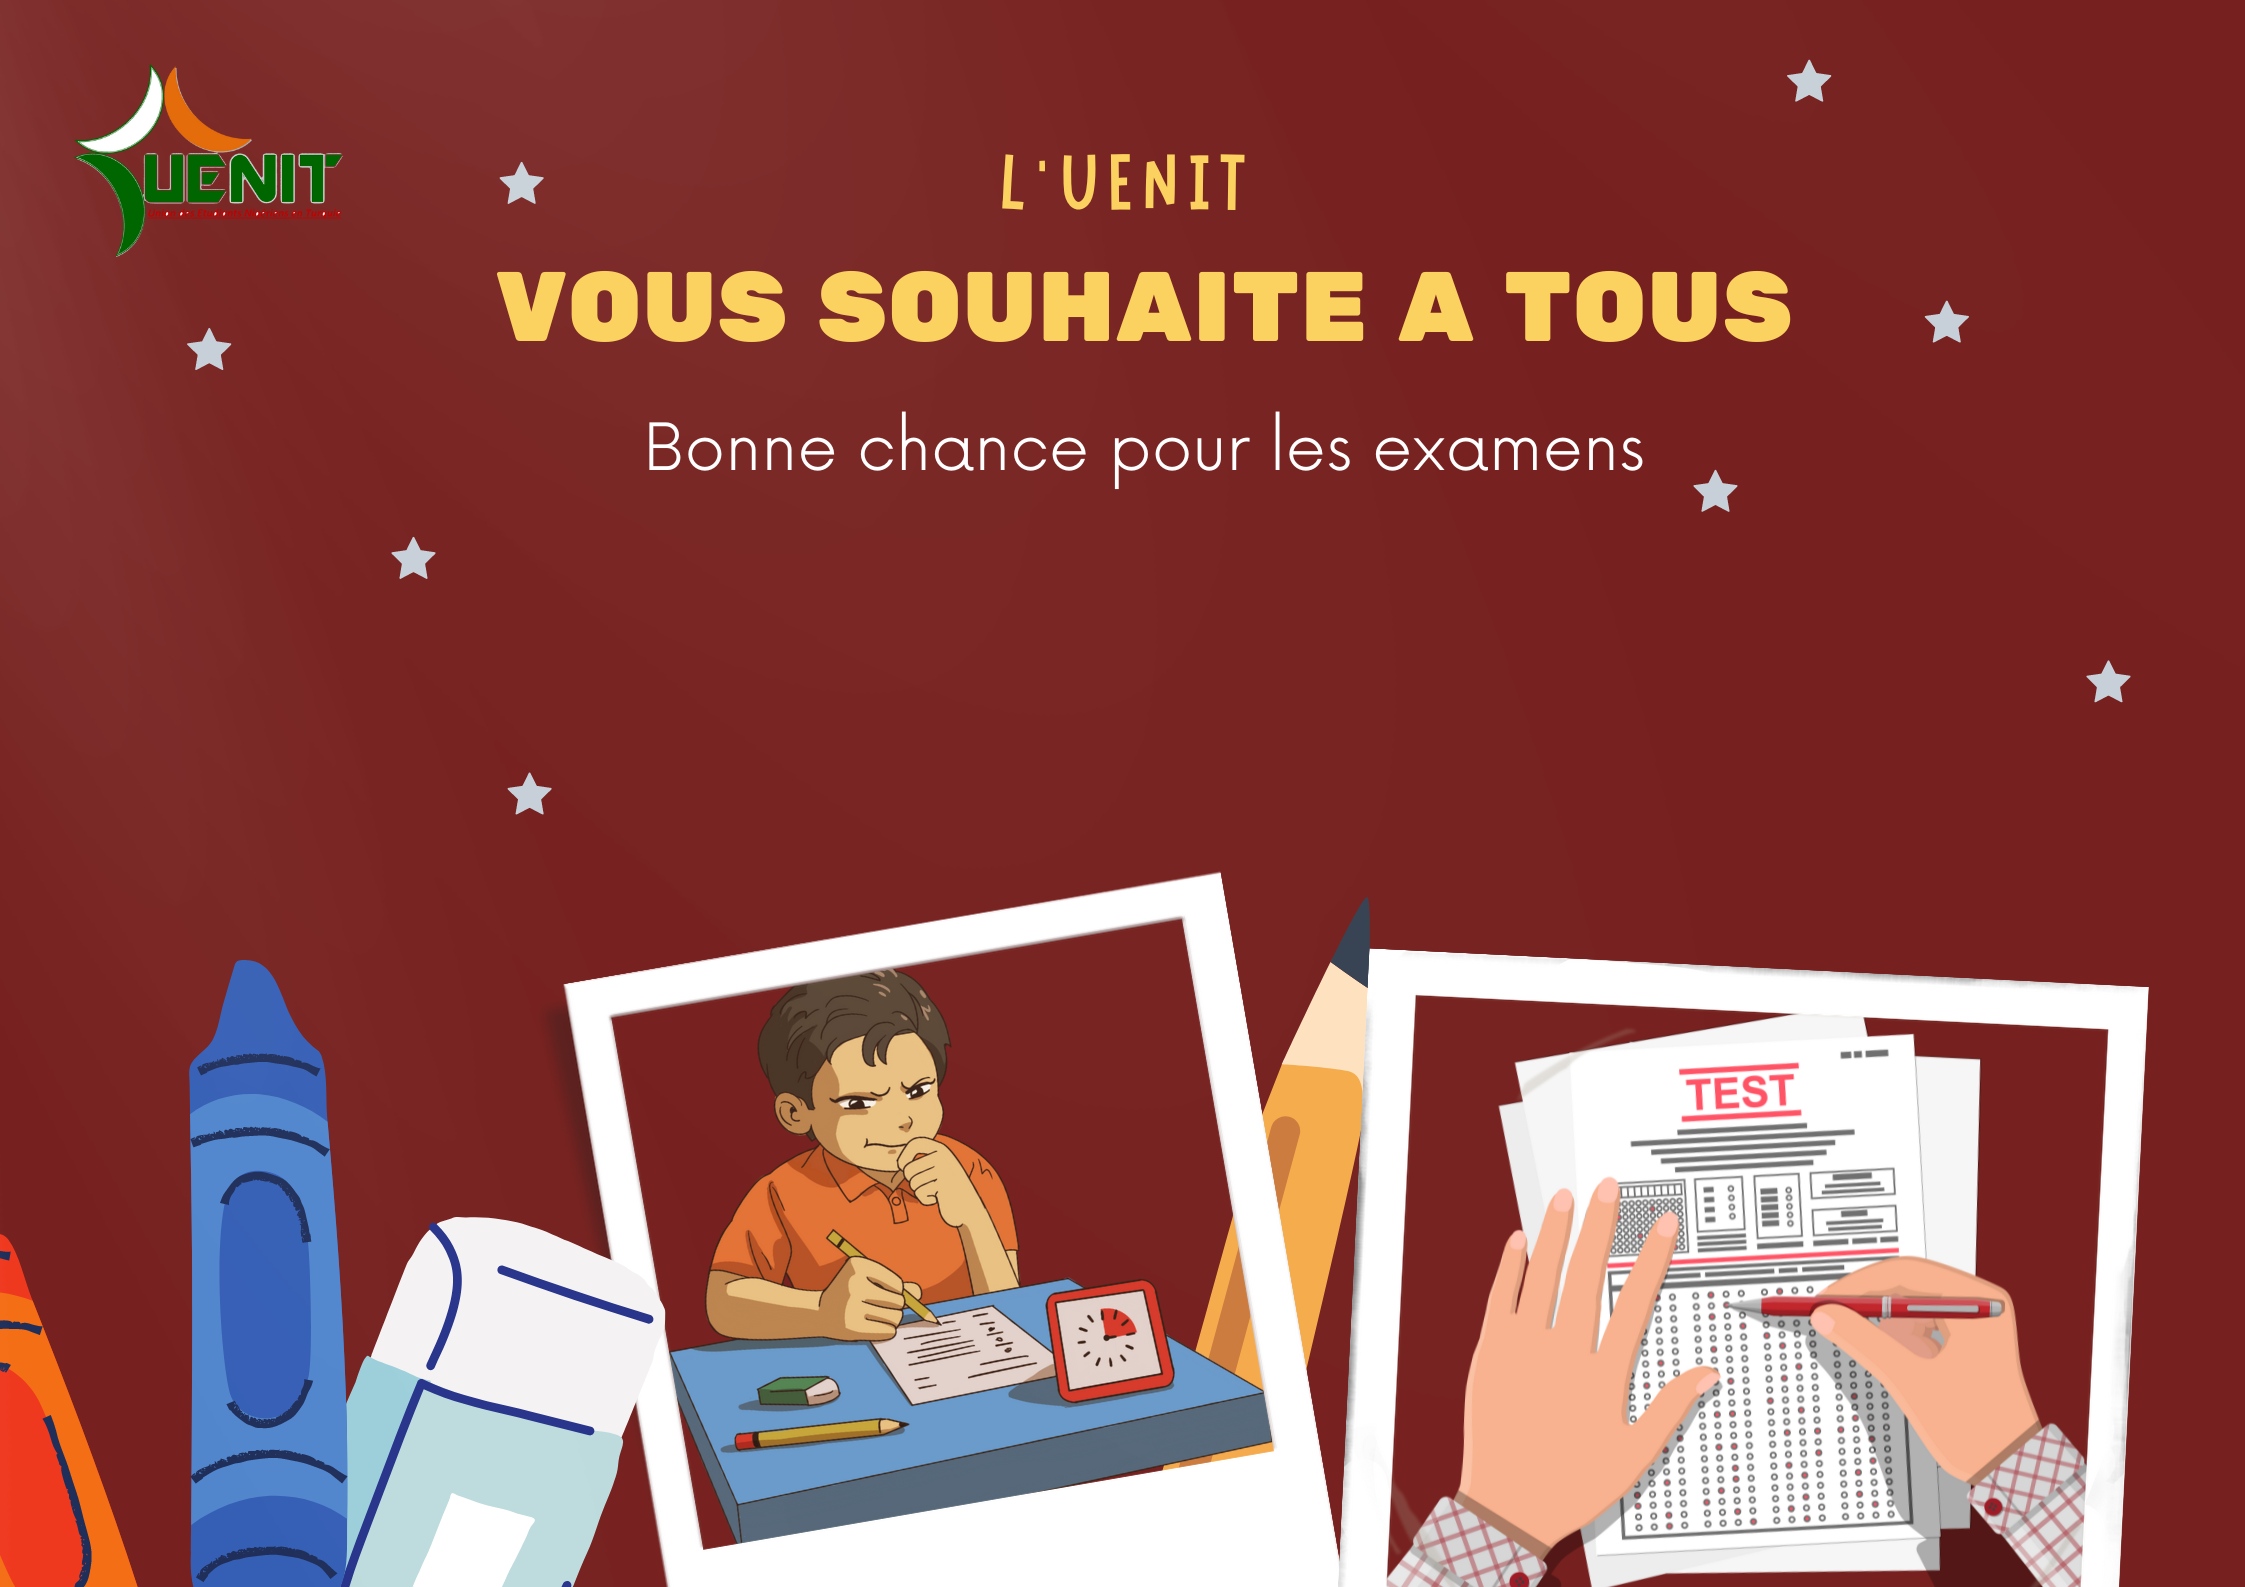 UENIT
L'UENIT
VOUS SOUHAITE A TOUS
Bonne chance pour les examens
TEST